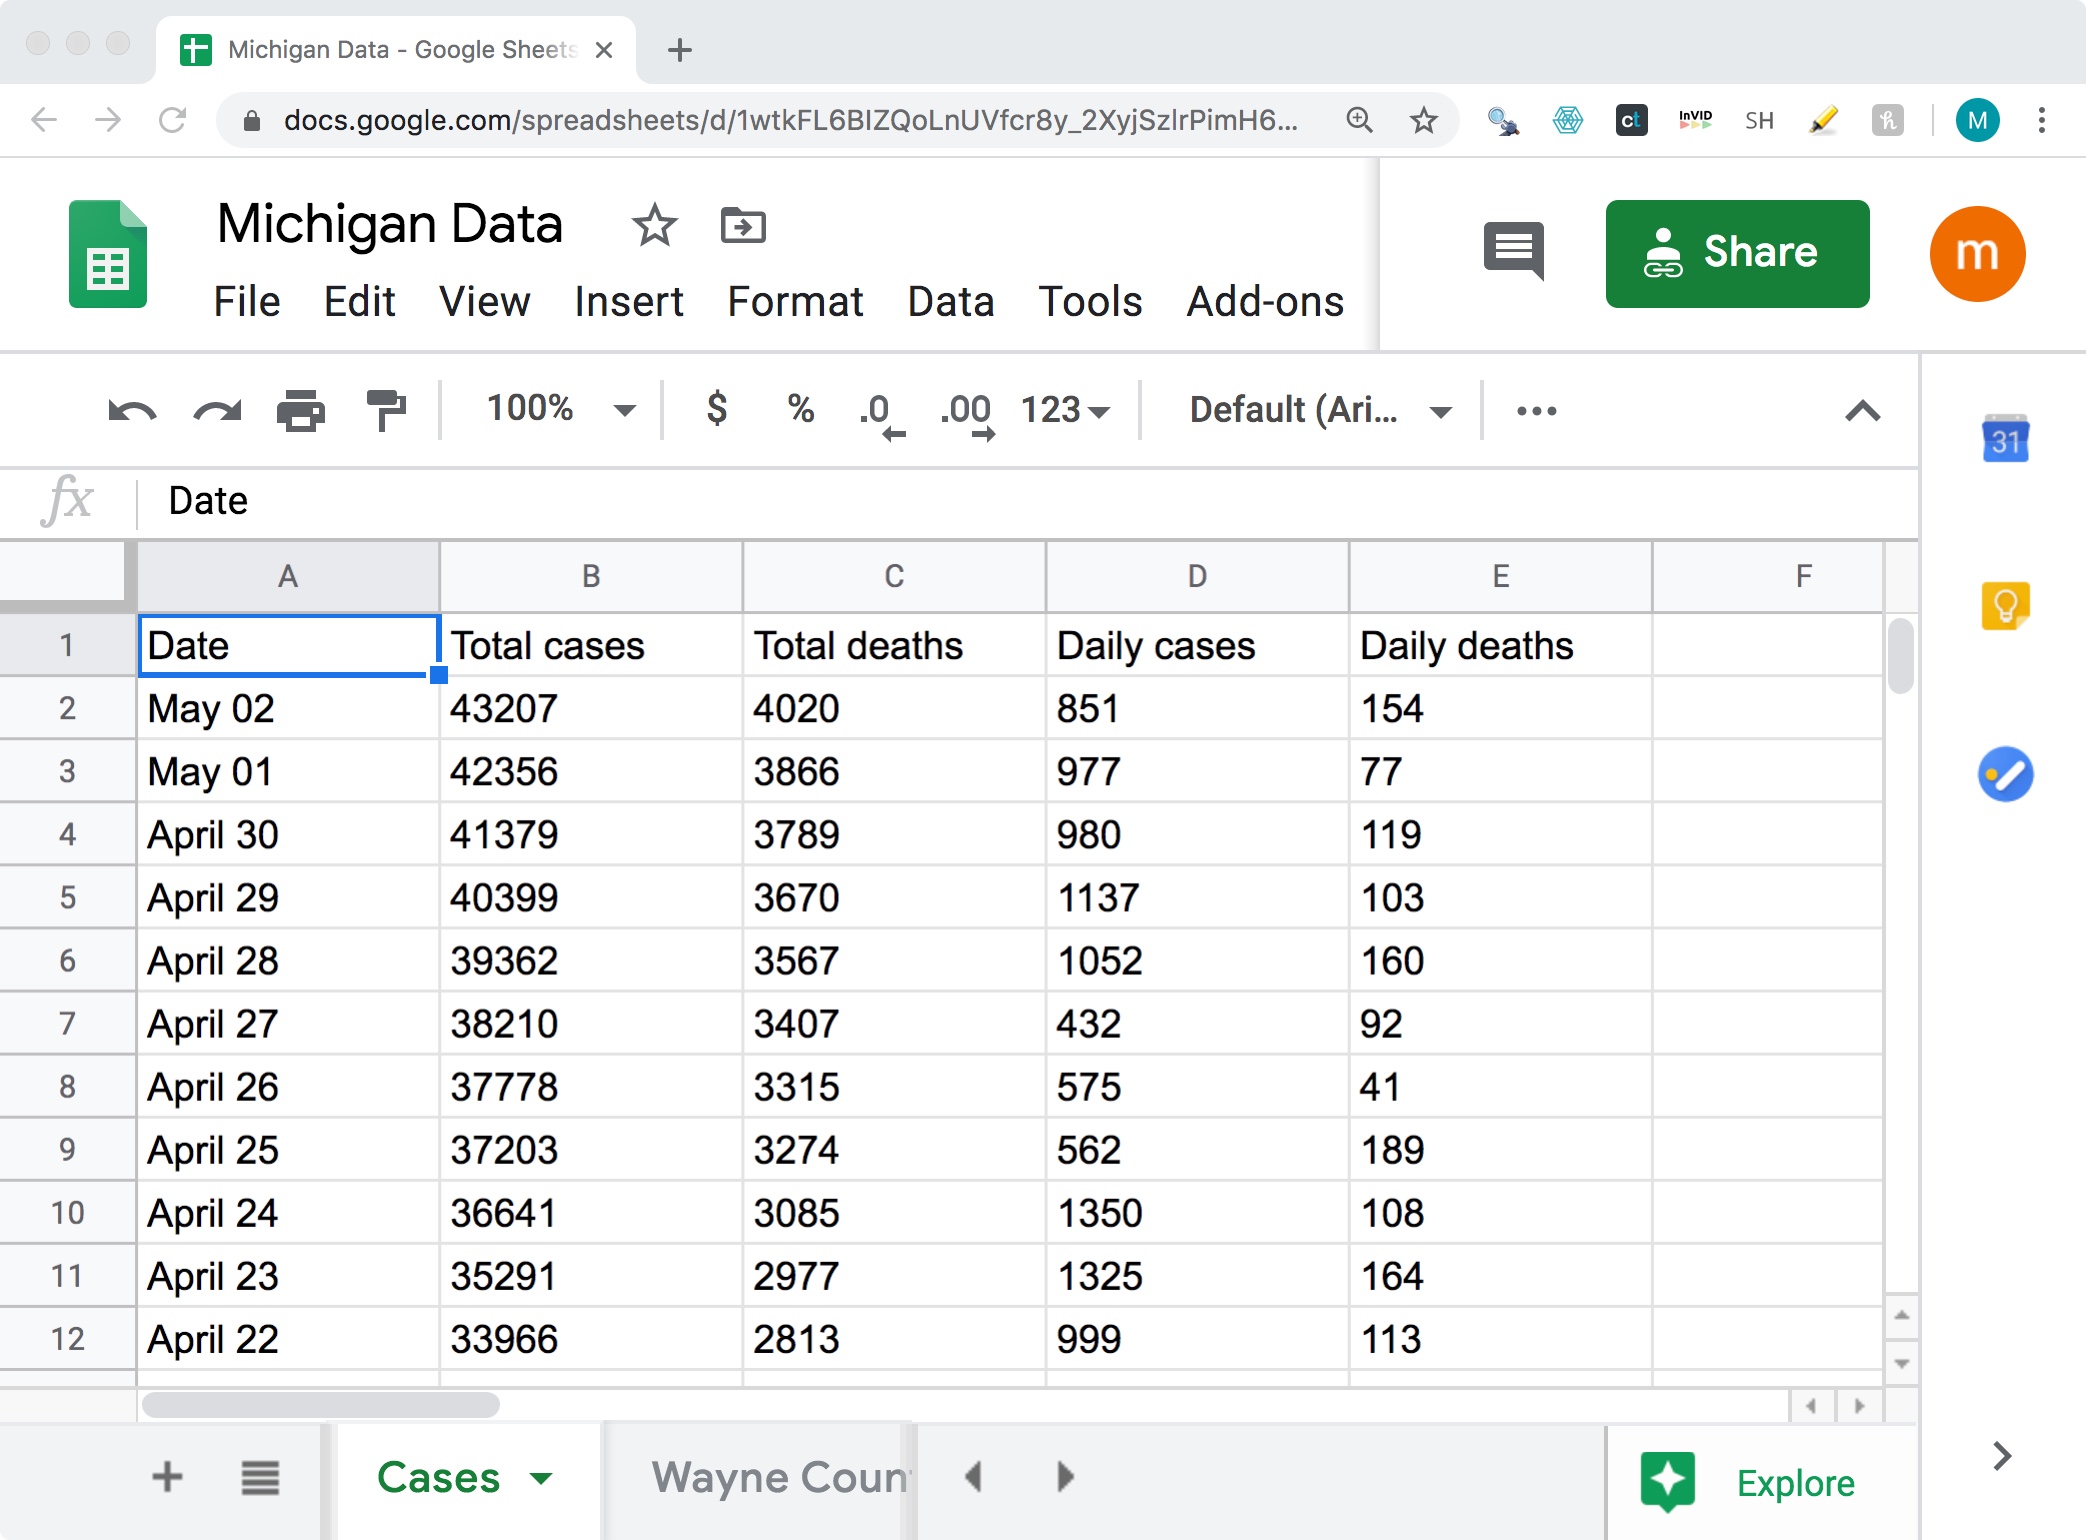 Michigan Data - Google Sheets
docs.google.com/spreadsheets/d/1wtkFL6BIZQoLnUVfcr8y_2XyjSzlrPimH6...
ct InVID SH M
Michigan Data
Share
m
File Edit View Insert Format Data Tools Add-ons
100% $ % .0 .00 123 Default (Ari... 
31
fx Date
A B C D E F
1 Date Total cases Total deaths Daily cases Daily deaths
2 May 02 43207 4020 851 154
3 May 01 42356 3866 977 77
4 April 30 41379 3789 980 119
5 April 29 40399 3670 1137 103
6 April 28 39362 3567 1052 160
7 April 27 38210 3407 432 92
8 April 26 37778 3315 575 41
9 April 25 37203 3274 562 189
10 April 24 36641 3085 1350 108
11 April 23 35291 2977 1325 164
12 April 22 33966 2813 999 113
Cases Wayne Coun Explore